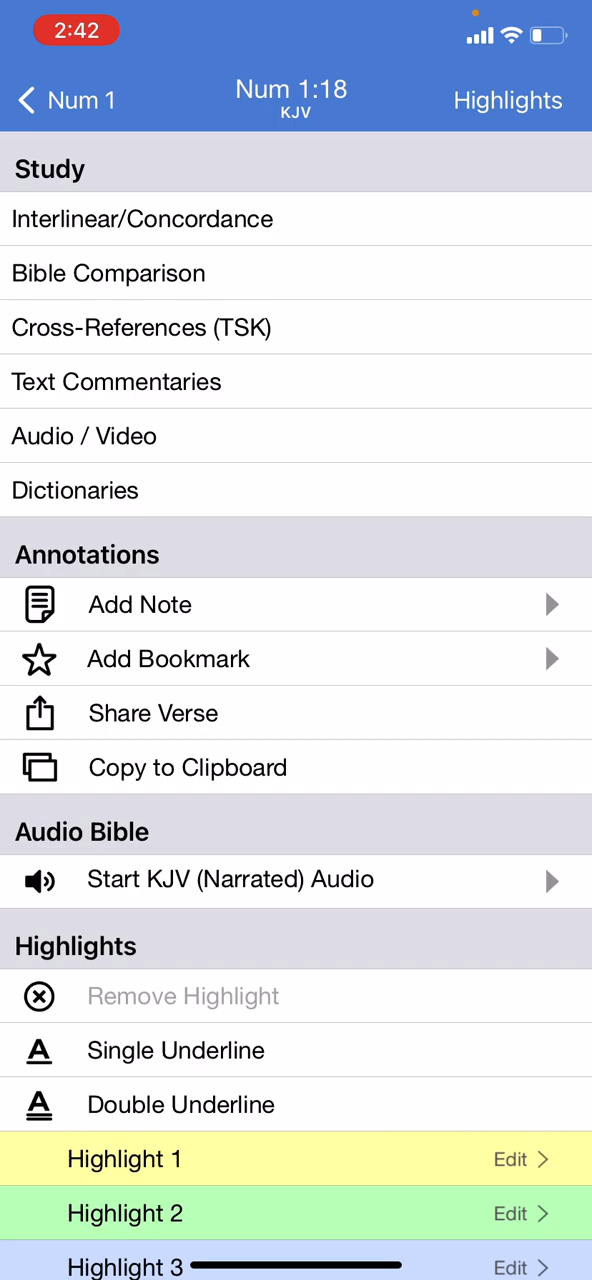 2:42
Num 1
Num 1:18
KJV
Highlights
Study
Interlinear/Concordance
Bible Comparison
Cross-References (TSK)
Text Commentaries
Audio / Video
Dictionaries
Annotations
Add Note
Add Bookmark
Share Verse
Copy to Clipboard
Audio Bible
Start KJV (Narrated) Audio
Highlights
Remove Highlight
A Single Underline
A Double Underline
Highlight 1 Edit
Highlight 2 Edit
Highlight 3 Edit